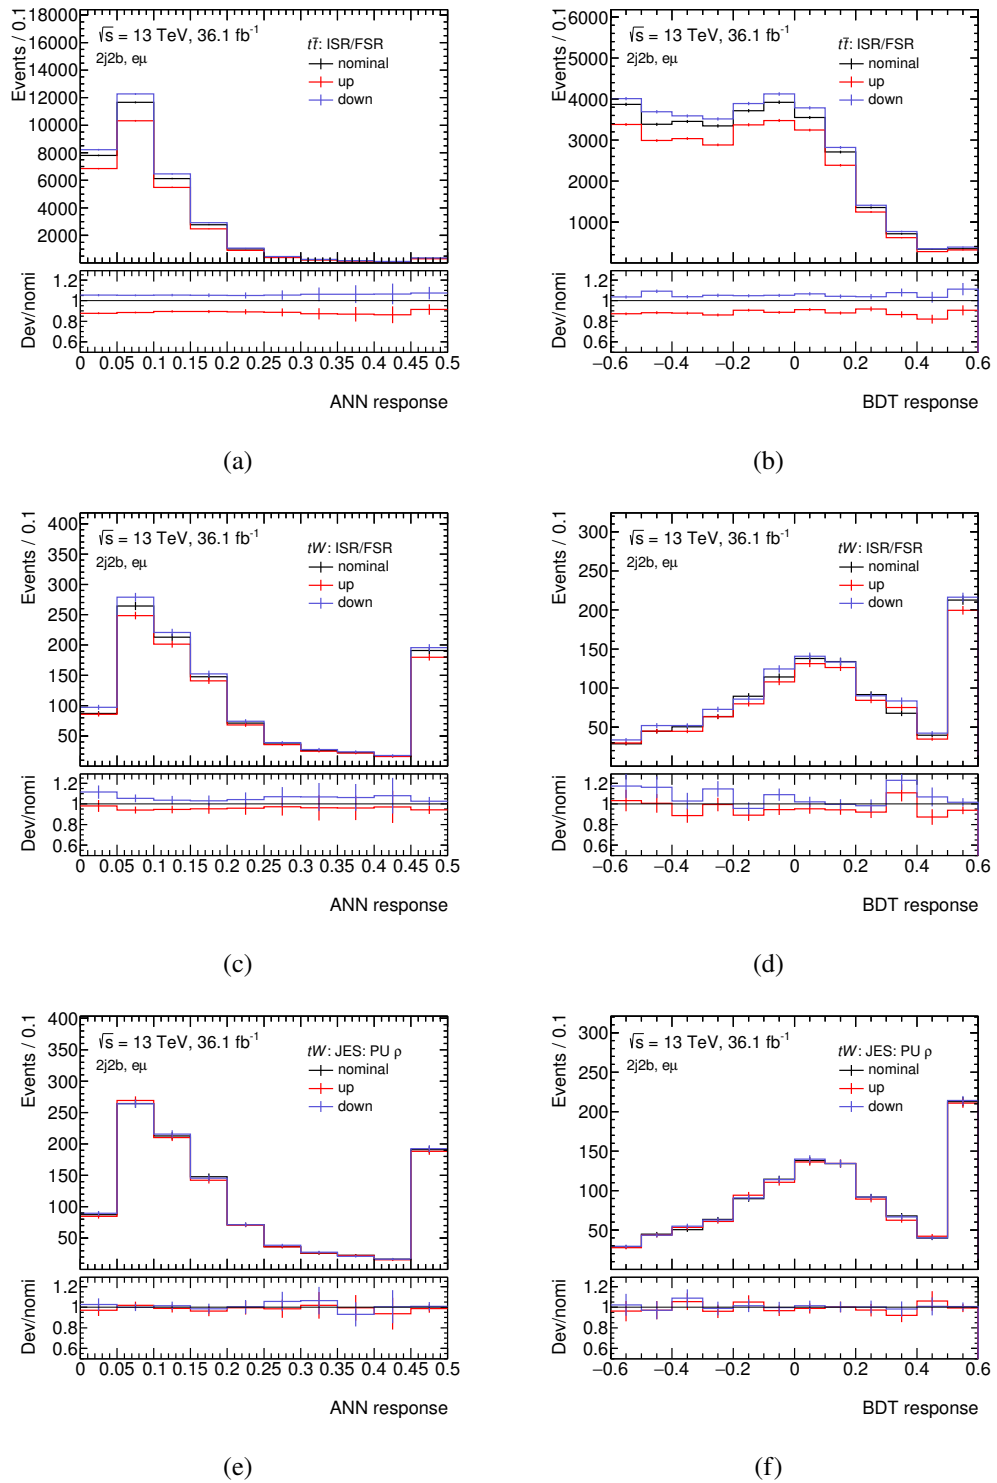 Events / 0.1
18000
16000
14000
12000
10000
8000
6000
4000
2000
√s = 13 TeV, 36.1 fb-1
2j2b, eμ
tt̄: ISR/FSR
nominal
up
down
Dev/nomi
1.2
1
0.8
0.6
0 0.05 0.1 0.15 0.2 0.25 0.3 0.35 0.4 0.45 0.5
ANN response
(a)
Events / 0.1
6000
5000
4000
3000
2000
1000
√s = 13 TeV, 36.1 fb-1
2j2b, eμ
tt̄: ISR/FSR
nominal
up
down
Dev/nomi
1.2
1
0.8
0.6
−0.6 −0.4 −0.2 0 0.2 0.4 0.6
BDT response
(b)
Events / 0.1
400
350
300
250
200
150
100
50
√s = 13 TeV, 36.1 fb-1
2j2b, eμ
tW: ISR/FSR
nominal
up
down
Dev/nomi
1.2
1
0.8
0.6
0 0.05 0.1 0.15 0.2 0.25 0.3 0.35 0.4 0.45 0.5
ANN response
(c)
Events / 0.1
300
250
200
150
100
50
√s = 13 TeV, 36.1 fb-1
2j2b, eμ
tW: ISR/FSR
nominal
up
down
Dev/nomi
1.2
1
0.8
0.6
−0.6 −0.4 −0.2 0 0.2 0.4 0.6
BDT response
(d)
Events / 0.1
400
350
300
250
200
150
100
50
√s = 13 TeV, 36.1 fb-1
2j2b, eμ
tW: JES: PU ρ
nominal
up
down
Dev/nomi
1.2
1
0.8
0.6
0 0.05 0.1 0.15 0.2 0.25 0.3 0.35 0.4 0.45 0.5
ANN response
(e)
Events / 0.1
300
250
200
150
100
50
√s = 13 TeV, 36.1 fb-1
2j2b, eμ
tW: JES: PU ρ
nominal
up
down
Dev/nomi
1.2
1
0.8
0.6
−0.6 −0.4 −0.2 0 0.2 0.4 0.6
BDT response
(f)